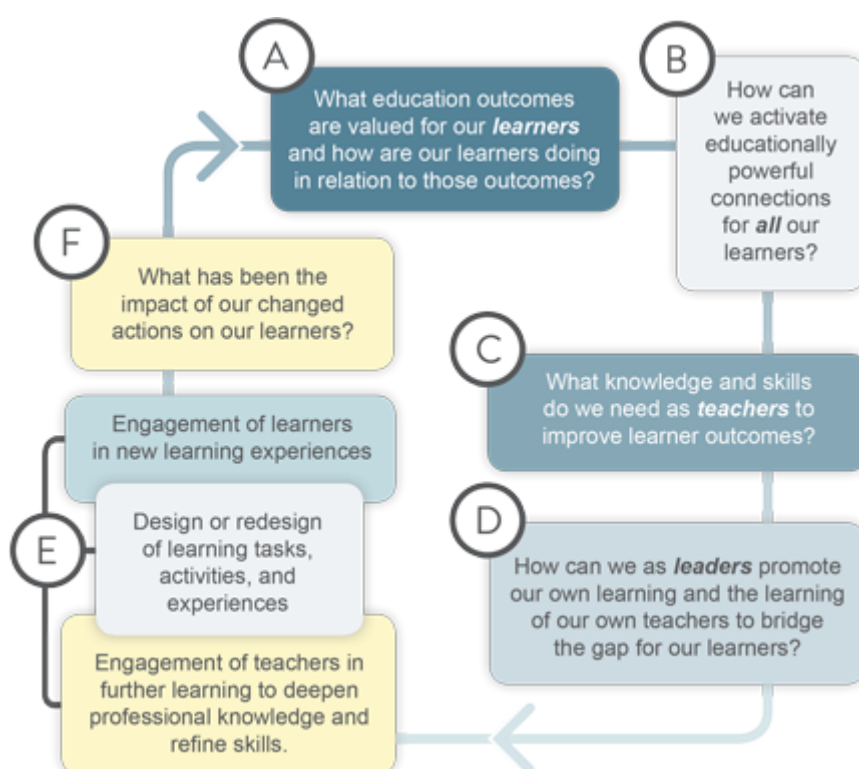 A
What education outcomes
are valued for our learners
and how are our learners doing
in relation to those outcomes?
B
How can
we activate
educationally
powerful
connections
for all our
learners?
C
What knowledge and skills
do we need as teachers to
improve learner outcomes?
D
How can we as leaders promote
our own learning and the learning
of our own teachers to bridge
the gap for our learners?
E
Engagement of learners
in new learning experiences
Design or redesign
of learning tasks,
activities, and
experiences
Engagement of teachers in
further learning to deepen
professional knowledge and
refine skills.
F
What has been the
impact of our changed
actions on our learners?